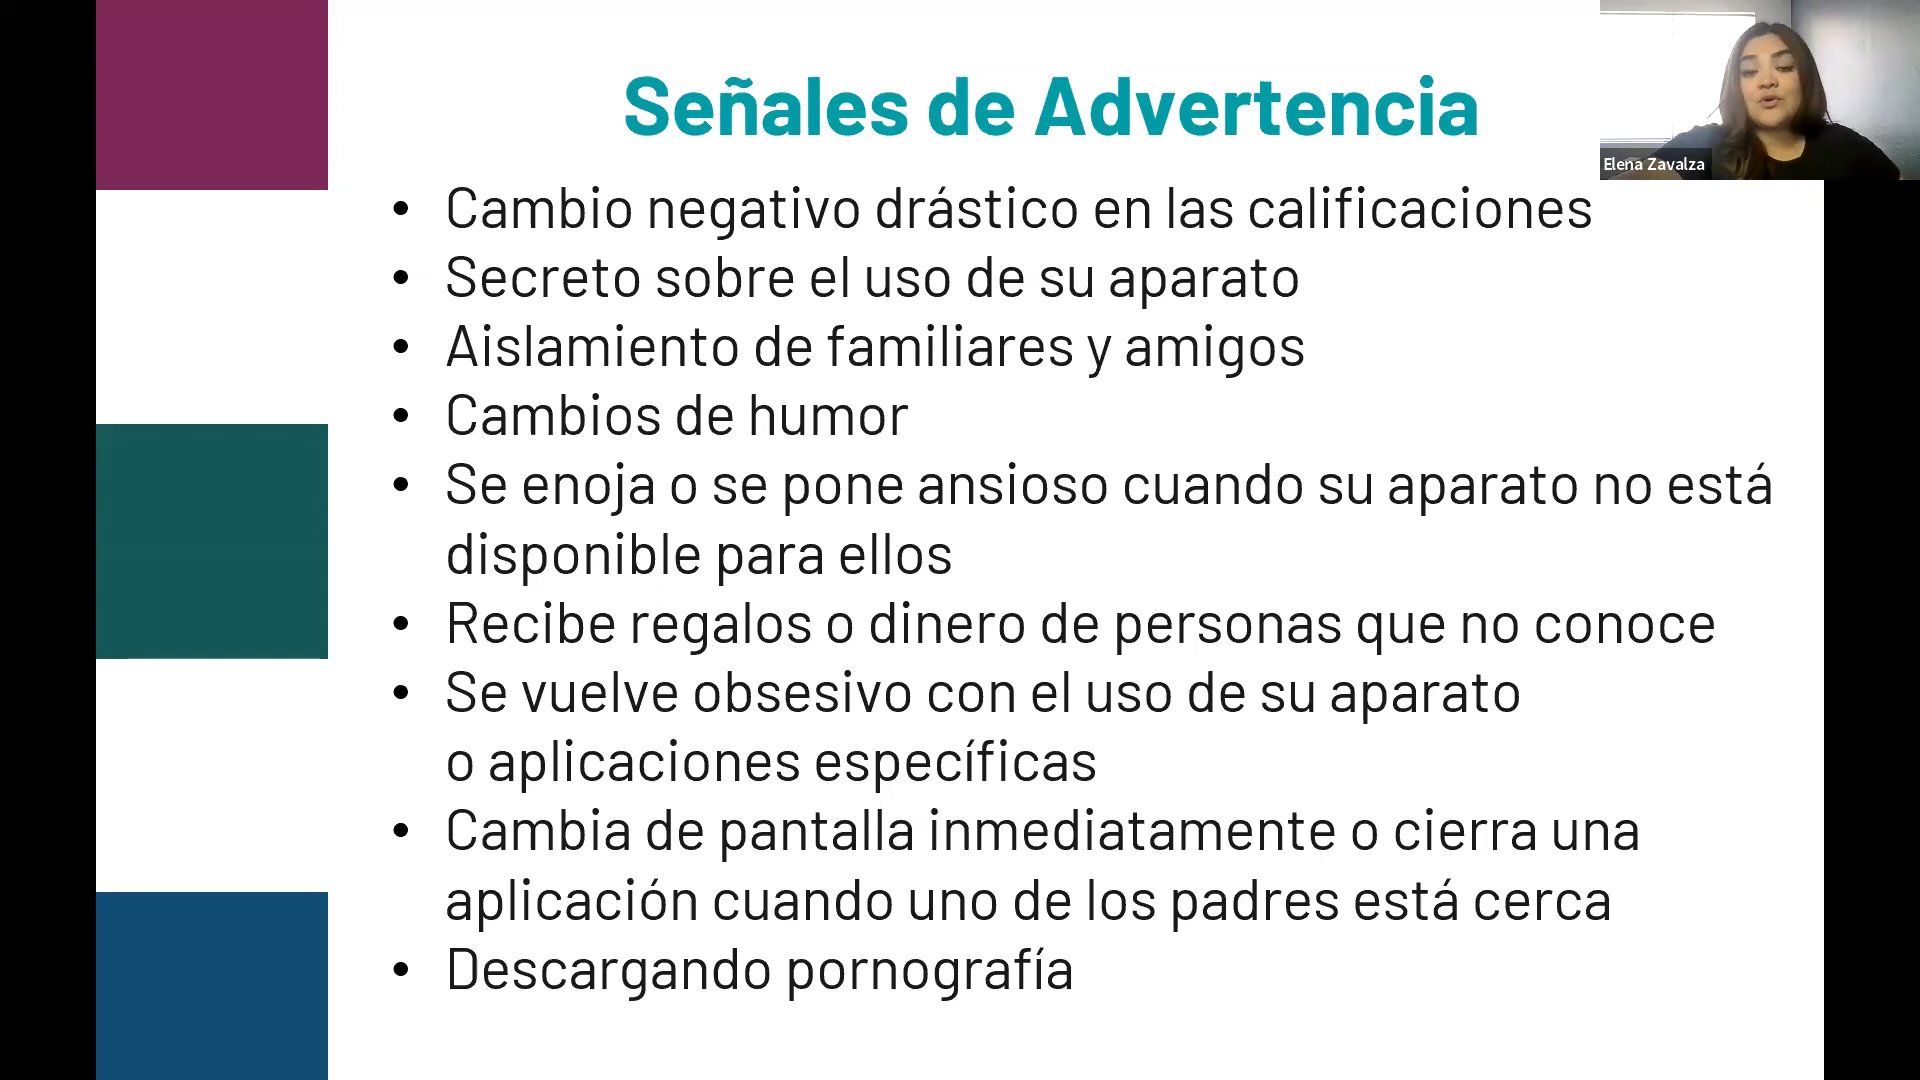 Señales de Advertencia
Elena Zavalza
• Cambio negativo drástico en las calificaciones
• Secreto sobre el uso de su aparato
• Aislamiento de familiares y amigos
• Cambios de humor
• Se enoja o se pone ansioso cuando su aparato no está
disponible para ellos
• Recibe regalos o dinero de personas que no conoce
• Se vuelve obsesivo con el uso de su aparato
o aplicaciones específicas
• Cambia de pantalla inmediatamente o cierra una
aplicación cuando uno de los padres está cerca
• Descargando pornografía